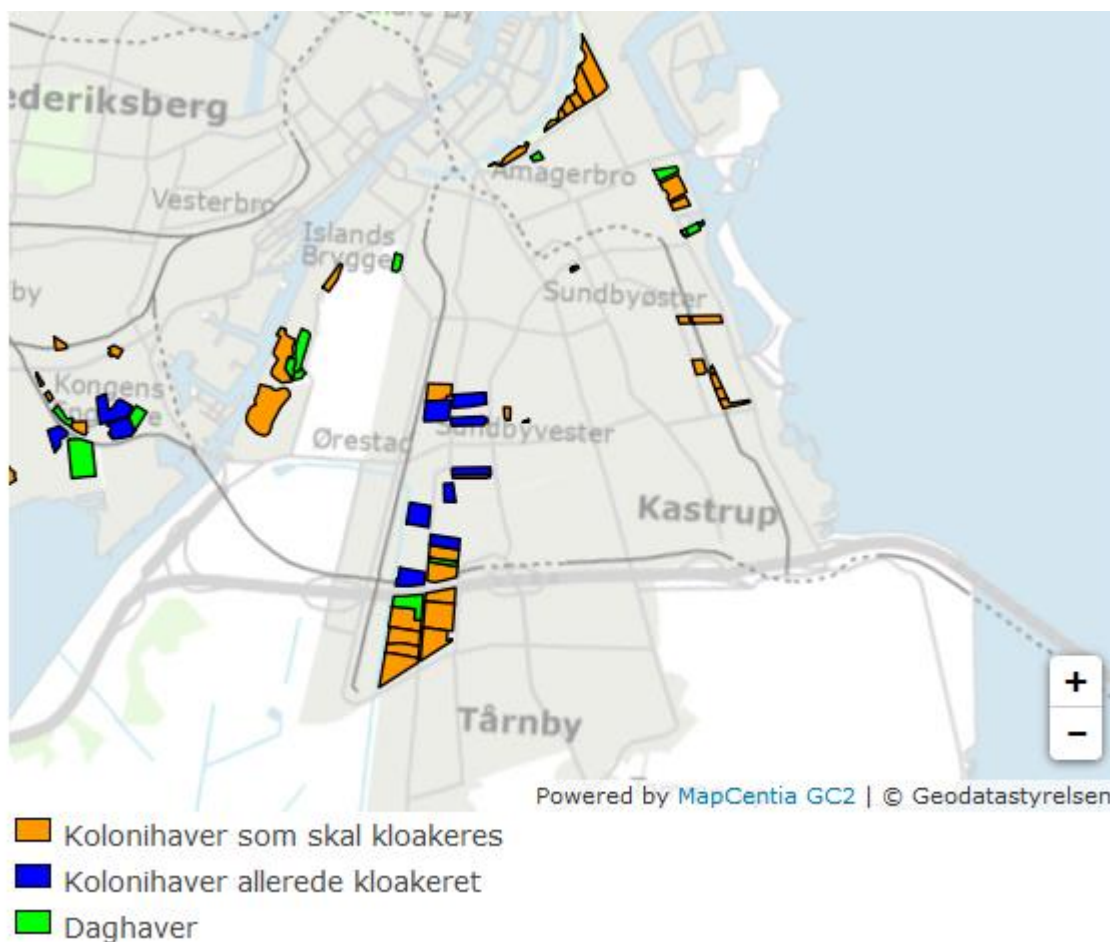 ederiksberg
Amagerbro
Vesterbro
Islands
Brygge
by
Sundbyøster
Kongens
Ørestad
Sundbyvester
Kastrup
+
−
Tårnby
Powered by MapCentia GC2 | © Geodatastyrelsen
Kolonihaver som skal kloakeres
Kolonihaver allerede kloakeret
Daghaver